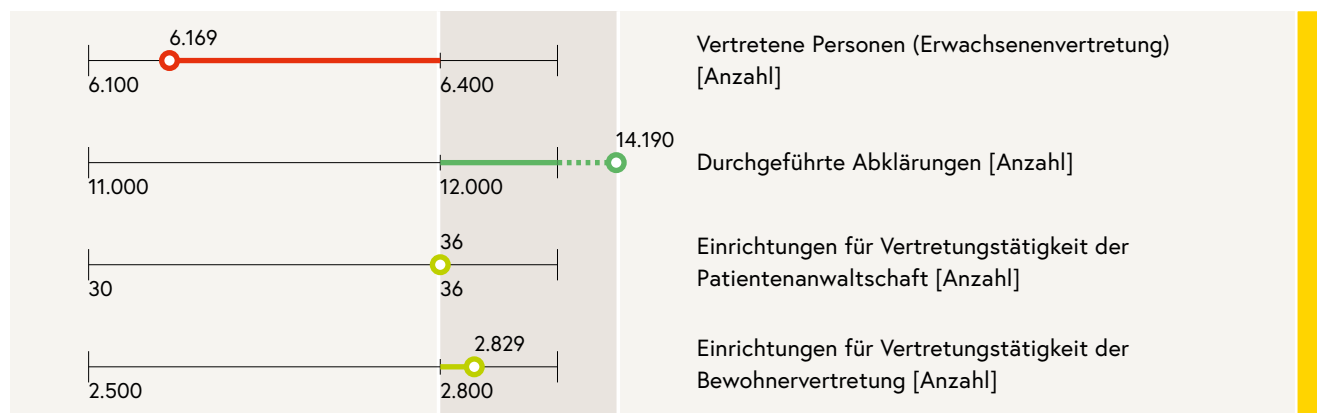 6.169
6.100
6.400
Vertretene Personen (Erwachsenenvertretung)
[Anzahl]
14.190
11.000
12.000
Durchgeführte Abklärungen [Anzahl]
36
30
36
Einrichtungen für Vertretungstätigkeit der
Patientenanwaltschaft [Anzahl]
2.829
2.500
2.800
Einrichtungen für Vertretungstätigkeit der
Bewohnervertretung [Anzahl]